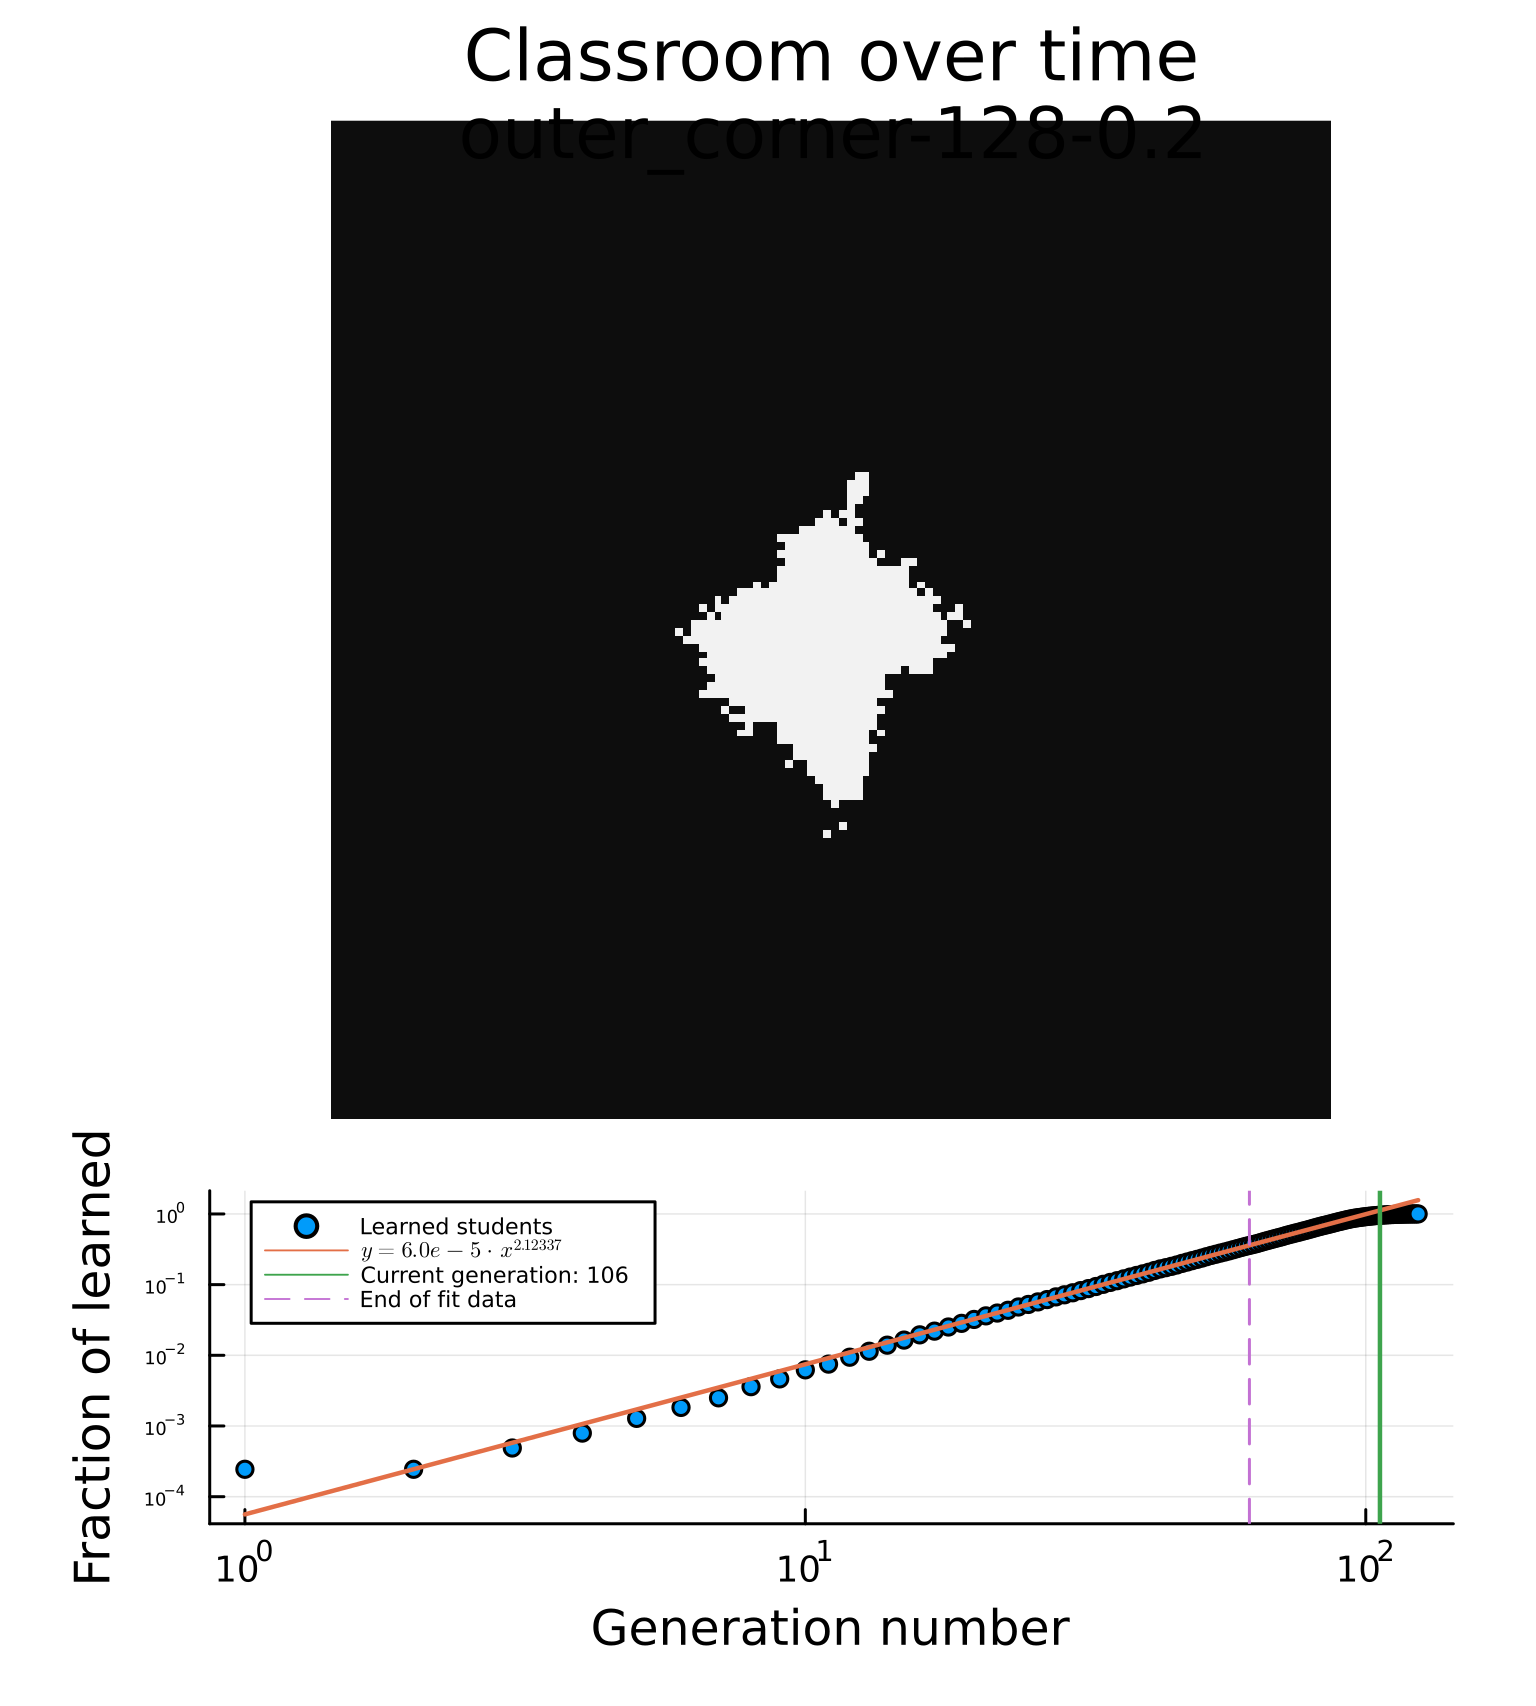 Classroom over time
outer_corner-128-0.2
Fraction of learned
10⁰
10⁻¹
10⁻²
10⁻³
10⁻⁴
Learned students
y = 6.0e − 5 · x^2.12337
Current generation: 106
End of fit data
10⁰ 10¹ 10²
Generation number